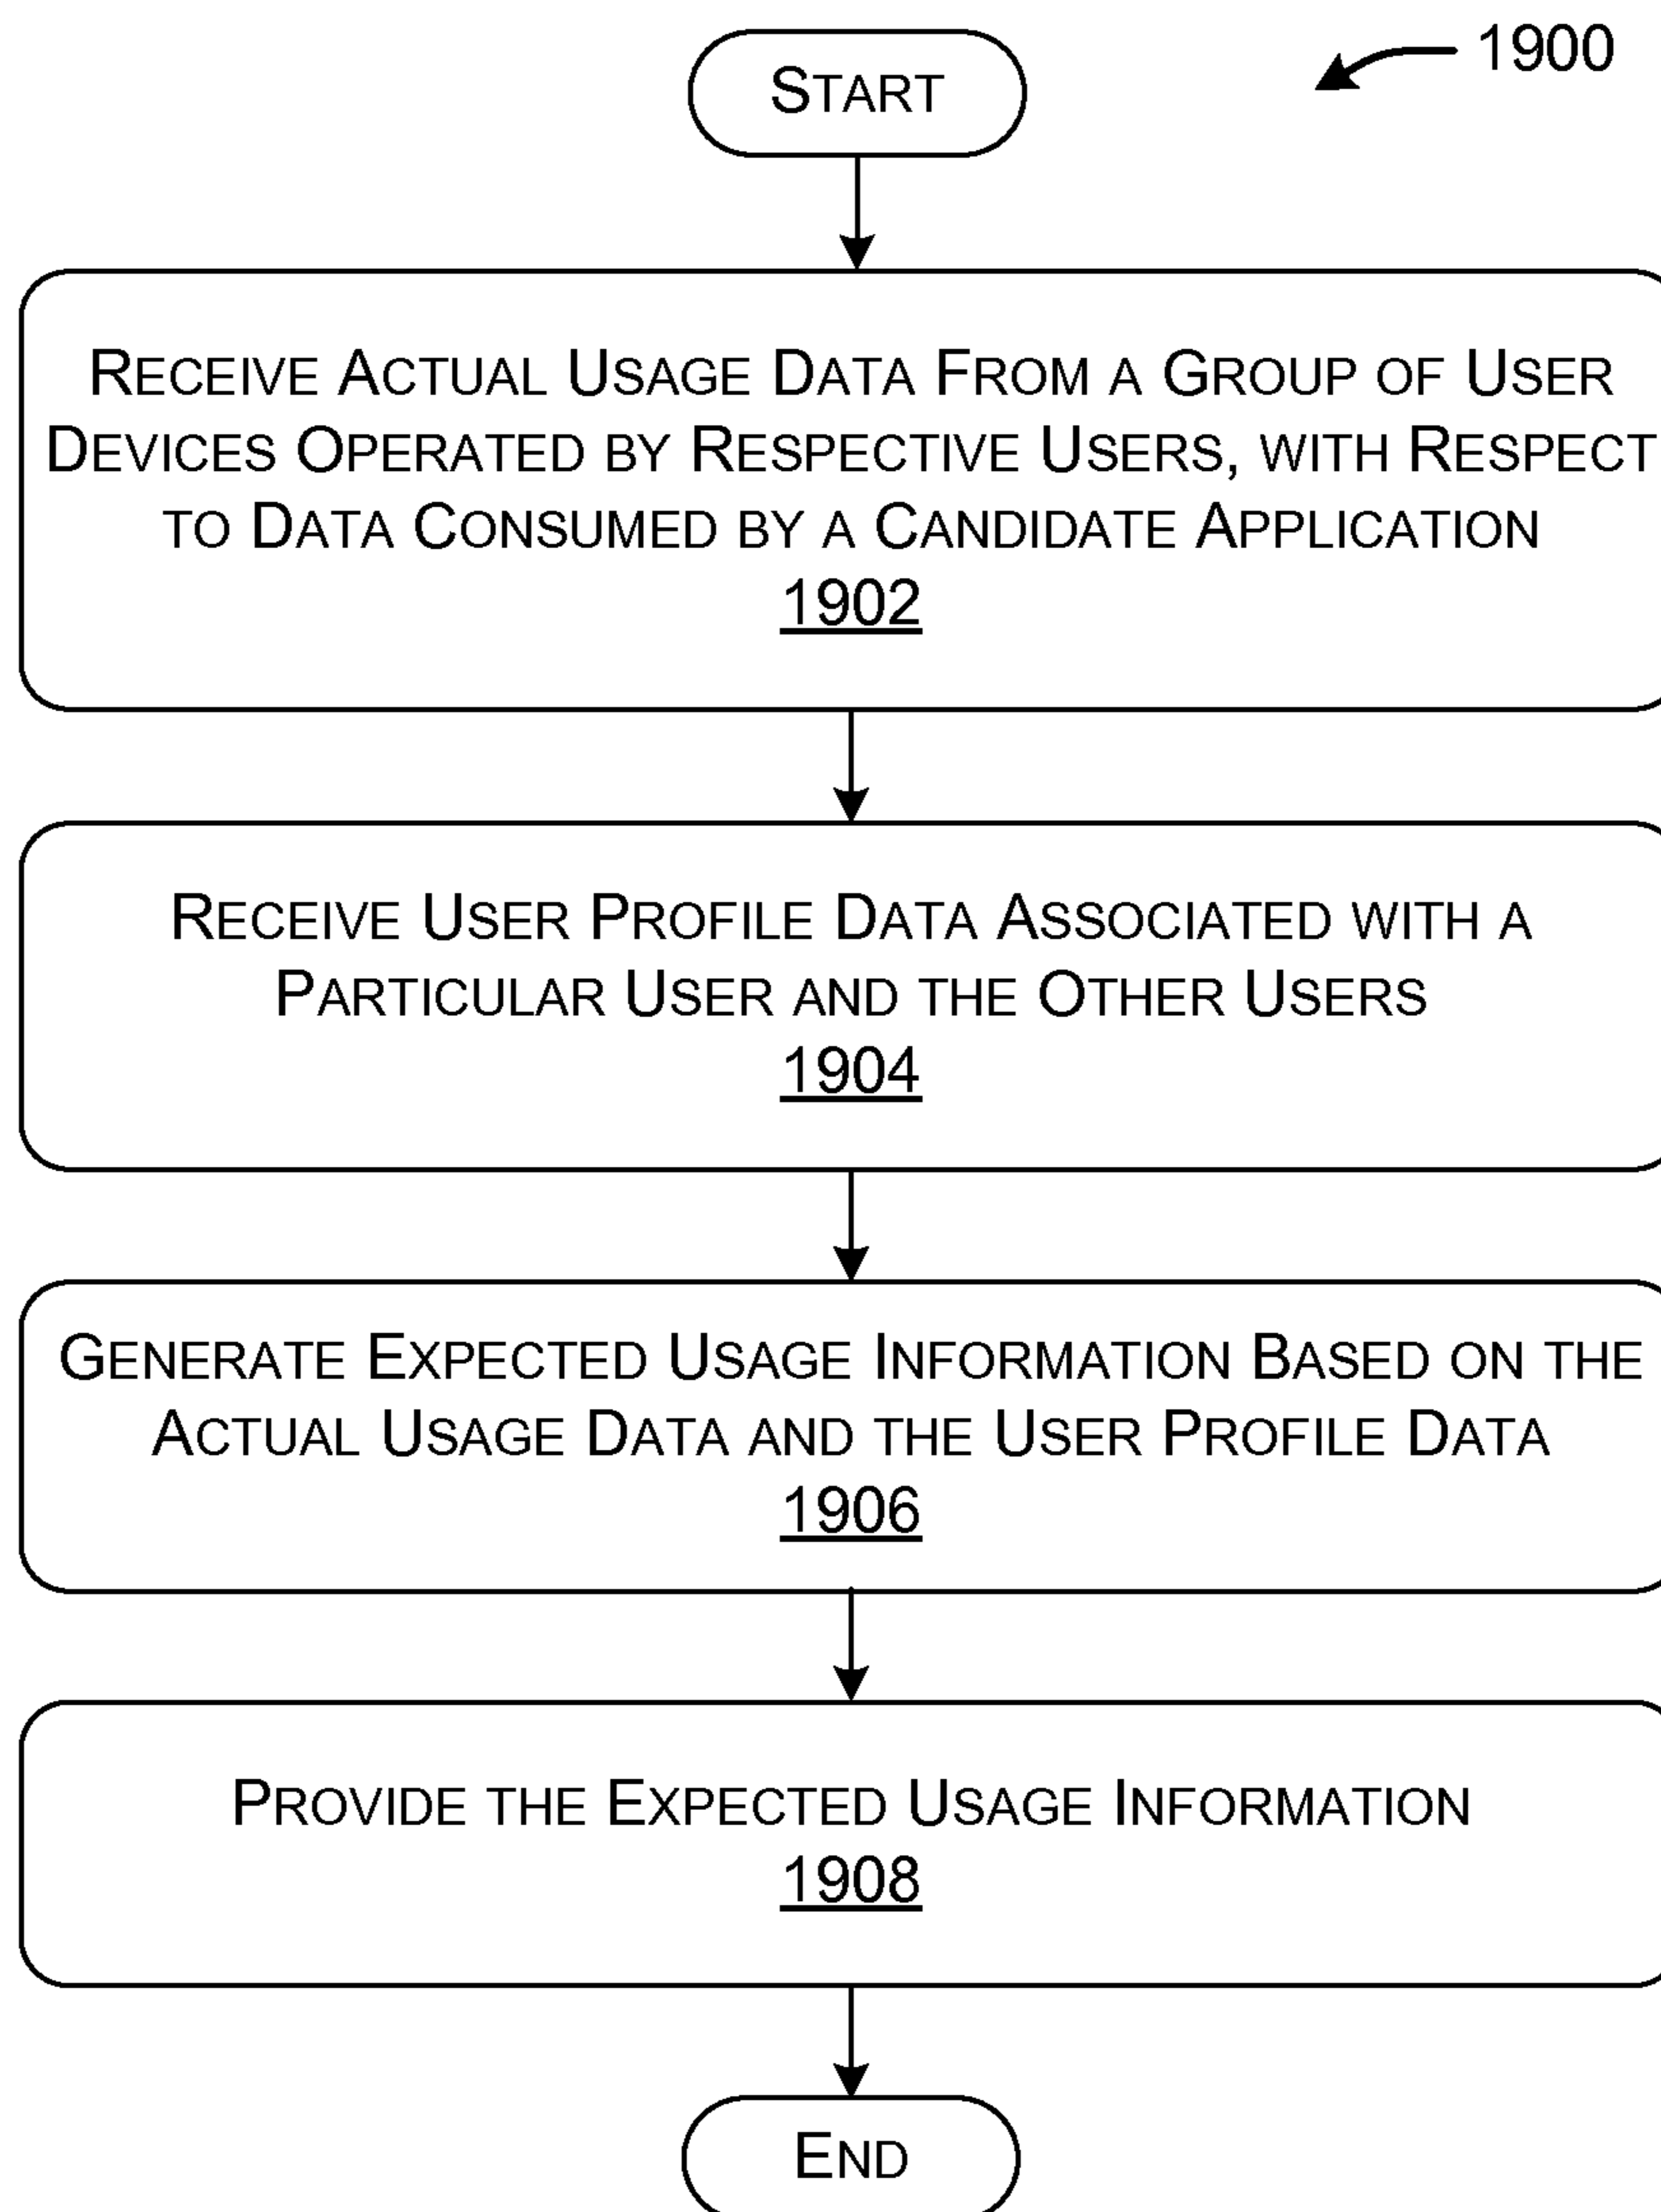 START
1900
RECEIVE ACTUAL USAGE DATA FROM A GROUP OF USER
DEVICES OPERATED BY RESPECTIVE USERS, WITH RESPECT
TO DATA CONSUMED BY A CANDIDATE APPLICATION
1902
RECEIVE USER PROFILE DATA ASSOCIATED WITH A
PARTICULAR USER AND THE OTHER USERS
1904
GENERATE EXPECTED USAGE INFORMATION BASED ON THE
ACTUAL USAGE DATA AND THE USER PROFILE DATA
1906
PROVIDE THE EXPECTED USAGE INFORMATION
1908
END